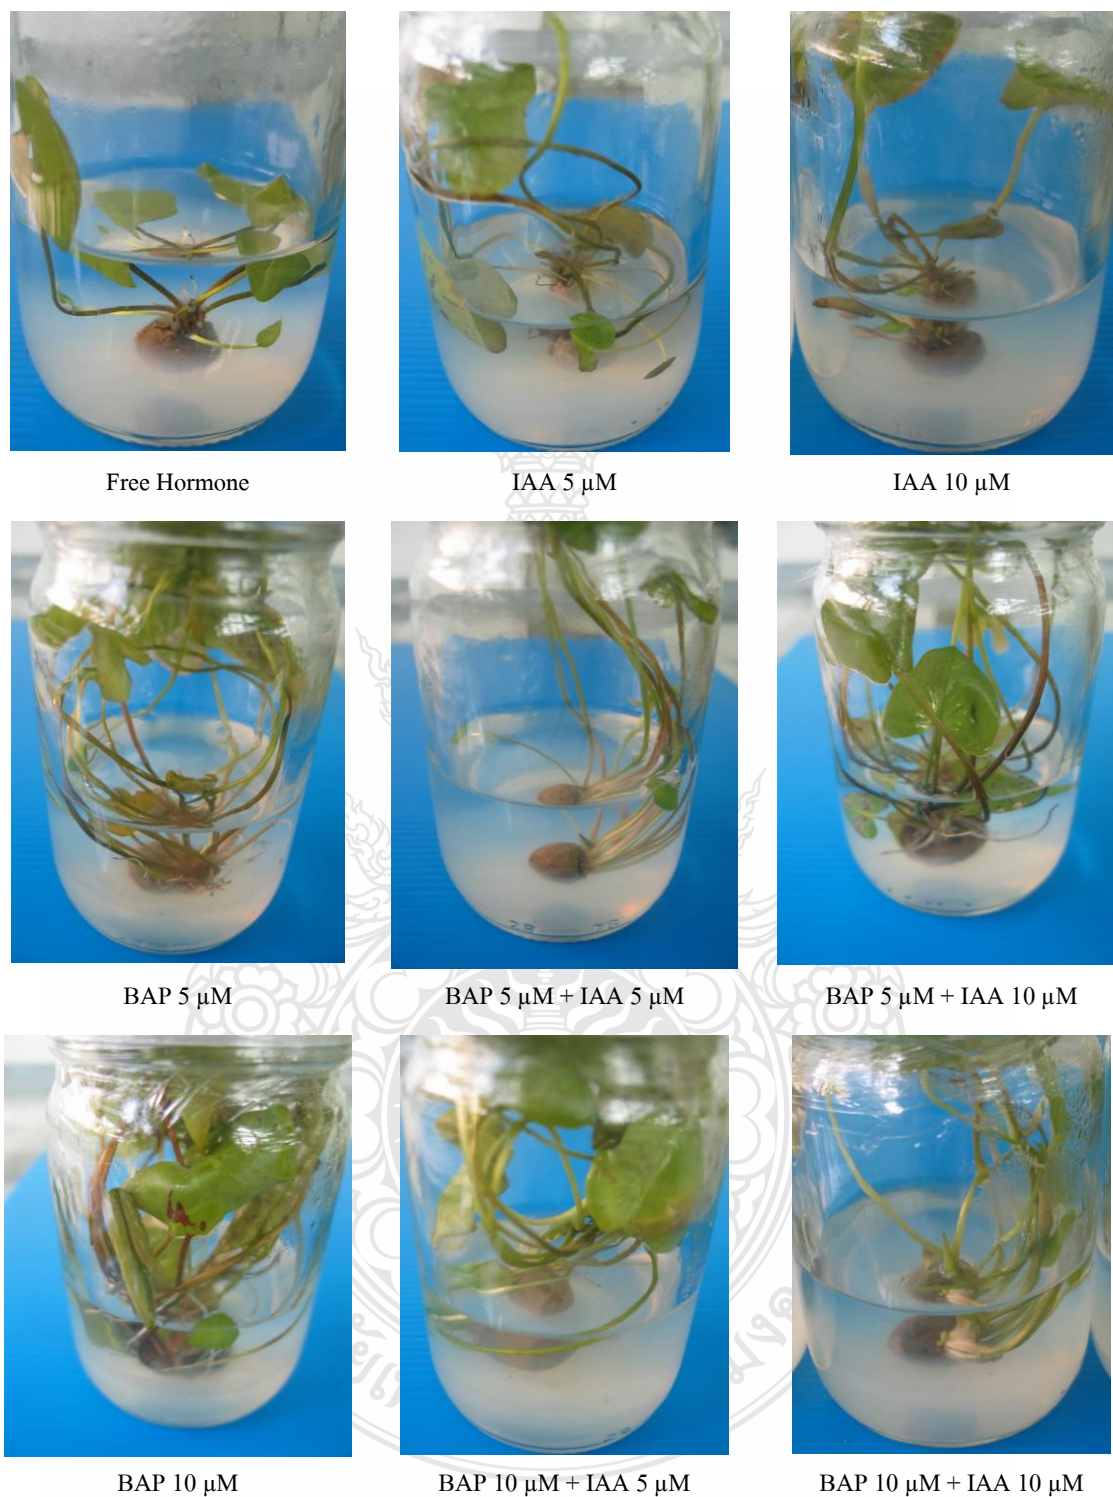 Free Hormone
IAA 5 µM
IAA 10 µM
BAP 5 µM
BAP 5 µM + IAA 5 µM
BAP 5 µM + IAA 10 µM
BAP 10 µM
BAP 10 µM + IAA 5 µM
BAP 10 µM + IAA 10 µM